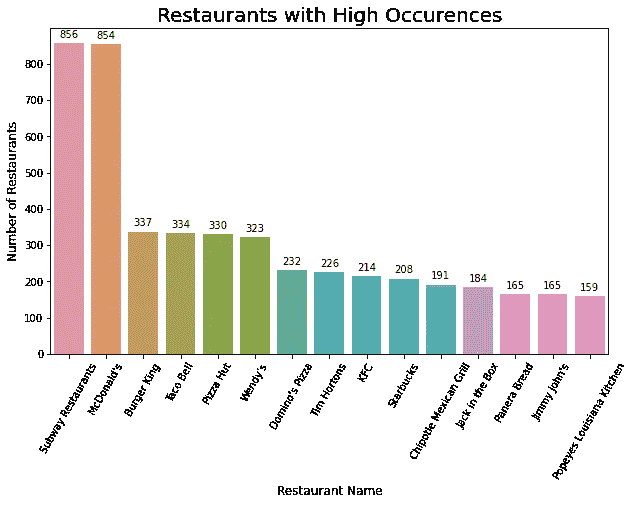 Restaurants with High Occurences
856
854
337
334
330
323
232
226
214
208
191
184
165
165
159
800
700
600
500
400
300
200
100
0
Number of Restaurants
Subway Restaurants
McDonald's
Burger King
Taco Bell
Pizza Hut
Wendy's
Domino's Pizza
Tim Hortons
KFC
Starbucks
Chipotle Mexican Grill
Jack in the Box
Panera Bread
Jimmy John's
Popeyes Louisiana Kitchen
Restaurant Name